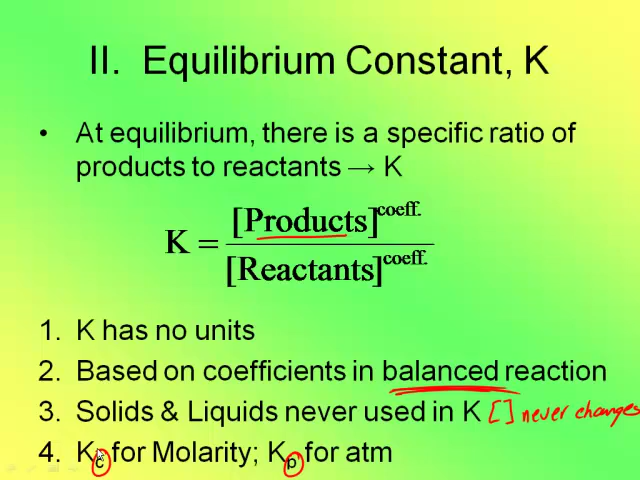 II. Equilibrium Constant, K
• At equilibrium, there is a specific ratio of
products to reactants → K
K = [Products]^coeff. / [Reactants]^coeff.
1. K has no units
2. Based on coefficients in balanced reaction
3. Solids & Liquids never used in K [ ] never changes
4. Kc for Molarity; Kp for atm